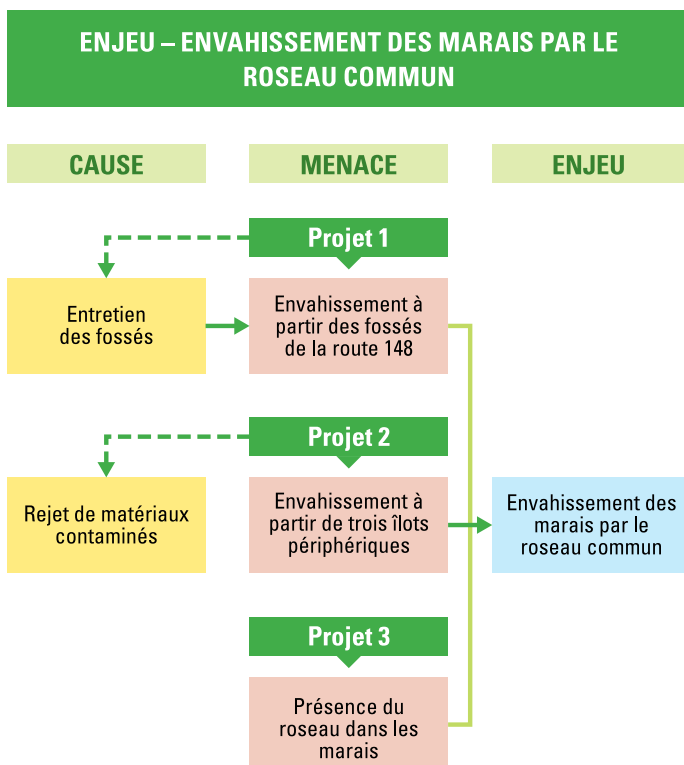 ENJEU – ENVAHISSEMENT DES MARAIS PAR LE
ROSEAU COMMUN
CAUSE
MENACE
ENJEU
Projet 1
Entretien
des fossés
Envahissement à
partir des fossés
de la route 148
Projet 2
Rejet de matériaux
contaminés
Envahissement à
partir de trois îlots
périphériques
Envahissement des
marais par le
roseau commun
Projet 3
Présence du
roseau dans les
marais